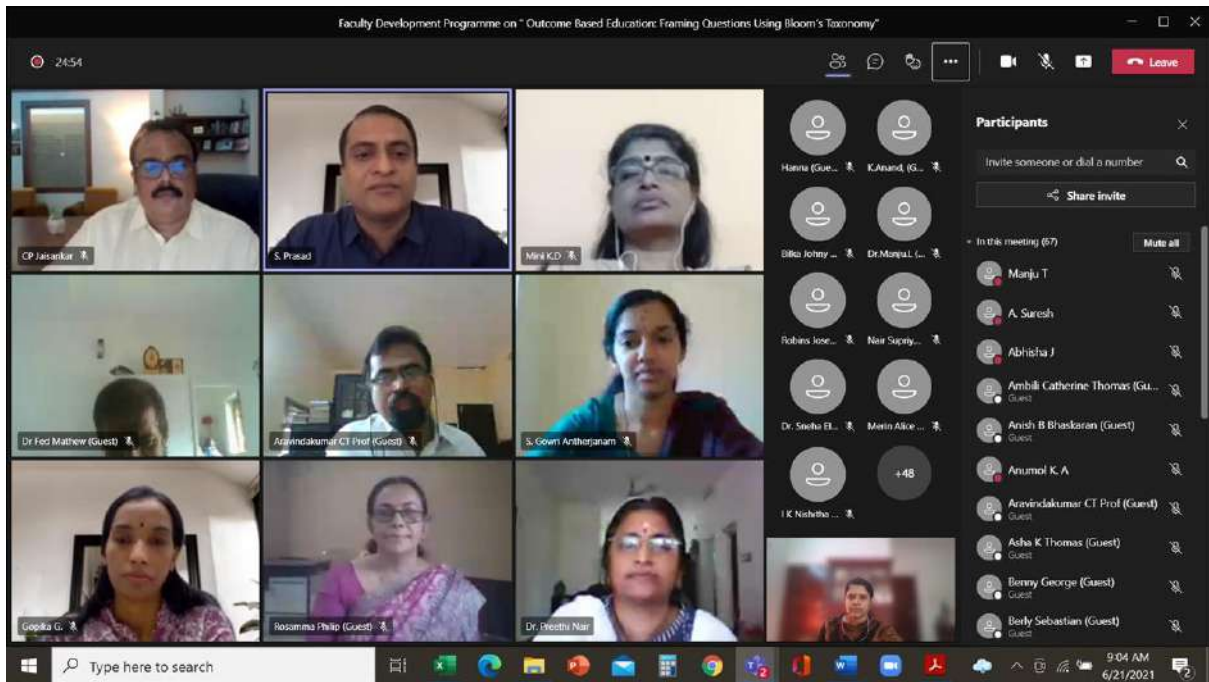 Faculty Development Programme on " Outcome Based Education: Framing Questions Using Bloom's Taxonomy"
24:54
Leave
CP Jaisankar
S. Prasad
Mini K.D
Dr Fed Mathew (Guest)
Aravindakumar CT Prof (Guest)
S. Gowri Antherjanam
Gopika G.
Rosamma Philip (Guest)
Dr. Preethi Nair
Hanna (Gue...
K.Anand, (G...
Bilka Johny ...
Dr.Manju.L (...
Robins Jose...
Nair Supriy...
Dr. Sneha El...
Merin Alice ...
I K Nishitha ...
+48
Participants
Invite someone or dial a number
Share invite
In this meeting (67)
Mute all
Manju T
A. Suresh
Abhisha J
Ambili Catherine Thomas (Gu...
Guest
Anish B Bhaskaran (Guest)
Guest
Anumol K. A
Aravindakumar CT Prof (Guest)
Guest
Asha K Thomas (Guest)
Guest
Benny George (Guest)
Guest
Berly Sebastian (Guest)
Guest
Type here to search
9:04 AM
6/21/2021